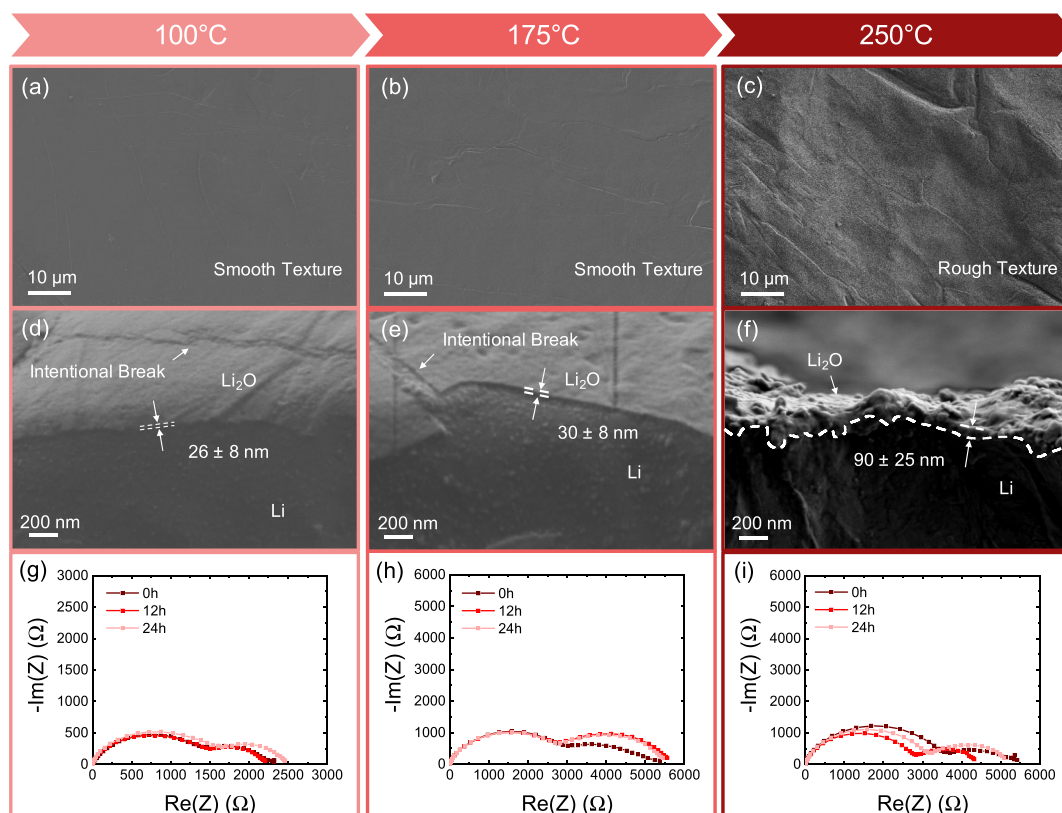 100°C
175°C
250°C
(a)
Smooth Texture
10 µm
(b)
Smooth Texture
10 µm
(c)
Rough Texture
10 µm
(d)
Intentional Break
Li₂O
26 ± 8 nm
Li
200 nm
(e)
Intentional Break
Li₂O
30 ± 8 nm
Li
200 nm
(f)
Li₂O
90 ± 25 nm
Li
200 nm
(g)
3000
2500
2000
1500
1000
500
0
0h
12h
24h
-Im(Z) (Ω)
0 500 1000 1500 2000 2500 3000
Re(Z) (Ω)
(h)
6000
5000
4000
3000
2000
1000
0
0h
12h
24h
-Im(Z) (Ω)
0 1000 2000 3000 4000 5000 6000
Re(Z) (Ω)
(i)
6000
5000
4000
3000
2000
1000
0
0h
12h
24h
-Im(Z) (Ω)
0 1000 2000 3000 4000 5000 6000
Re(Z) (Ω)